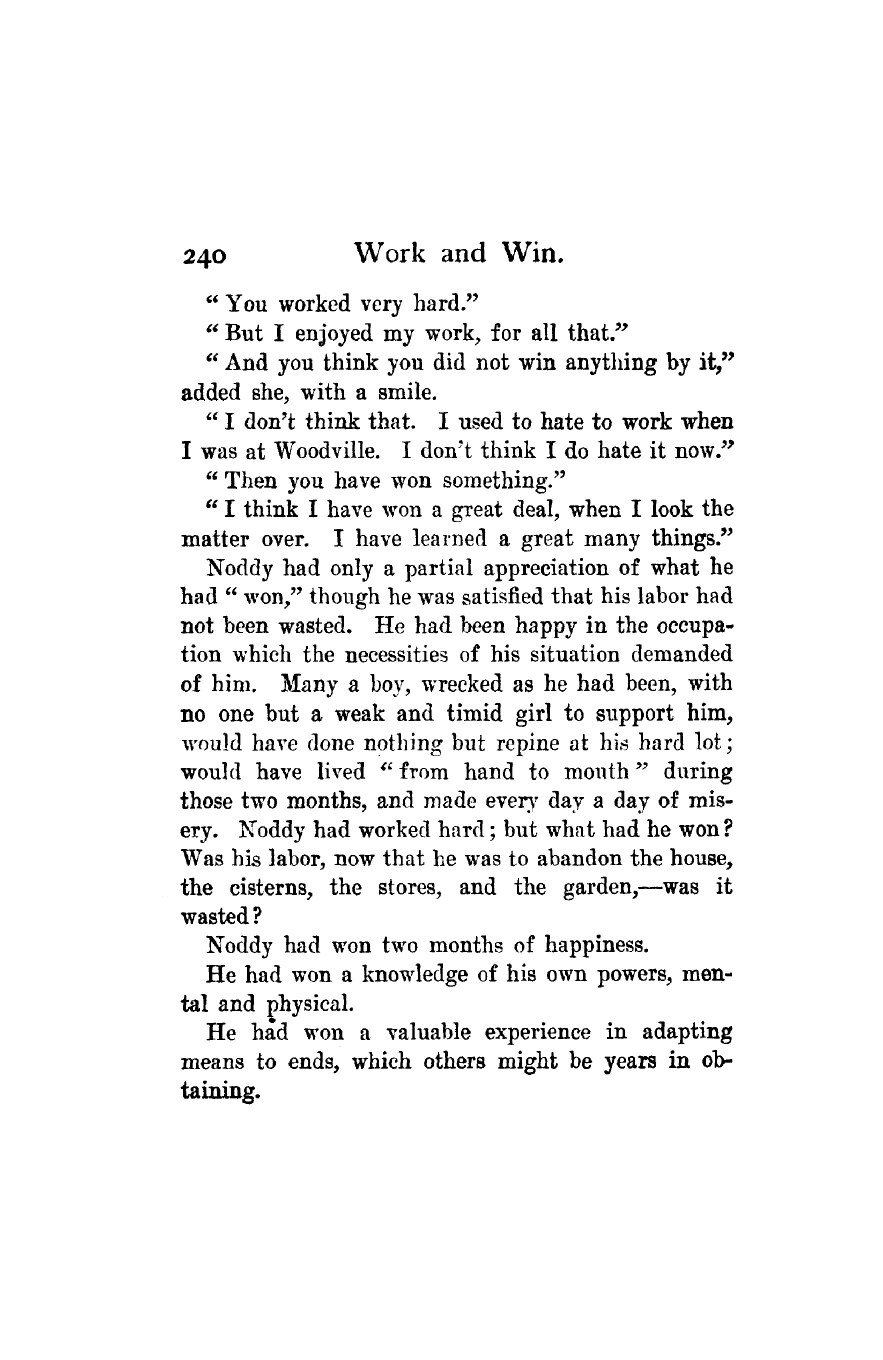 240 Work and Win.
“ You worked very hard.”
“ But I enjoyed my work, for all that.”
“ And you think you did not win anything by it,”
added she, with a smile.
“ I don’t think that. I used to hate to work when
I was at Woodville. I don’t think I do hate it now.”
“ Then you have won something.”
“ I think I have won a great deal, when I look the
matter over. I have learned a great many things.”
Noddy had only a partial appreciation of what he
had “ won,” though he was satisfied that his labor had
not been wasted. He had been happy in the occupa-
tion which the necessities of his situation demanded
of him. Many a boy, wrecked as he had been, with
no one but a weak and timid girl to support him,
would have done nothing but repine at his hard lot ;
would have lived “ from hand to mouth ” during
those two months, and made every day a day of mis-
ery. Noddy had worked hard ; but what had he won ?
Was his labor, now that he was to abandon the house,
the cisterns, the stores, and the garden,—was it
wasted ?
Noddy had won two months of happiness.
He had won a knowledge of his own powers, men-
tal and physical.
He had won a valuable experience in adapting
means to ends, which others might be years in ob-
taining.